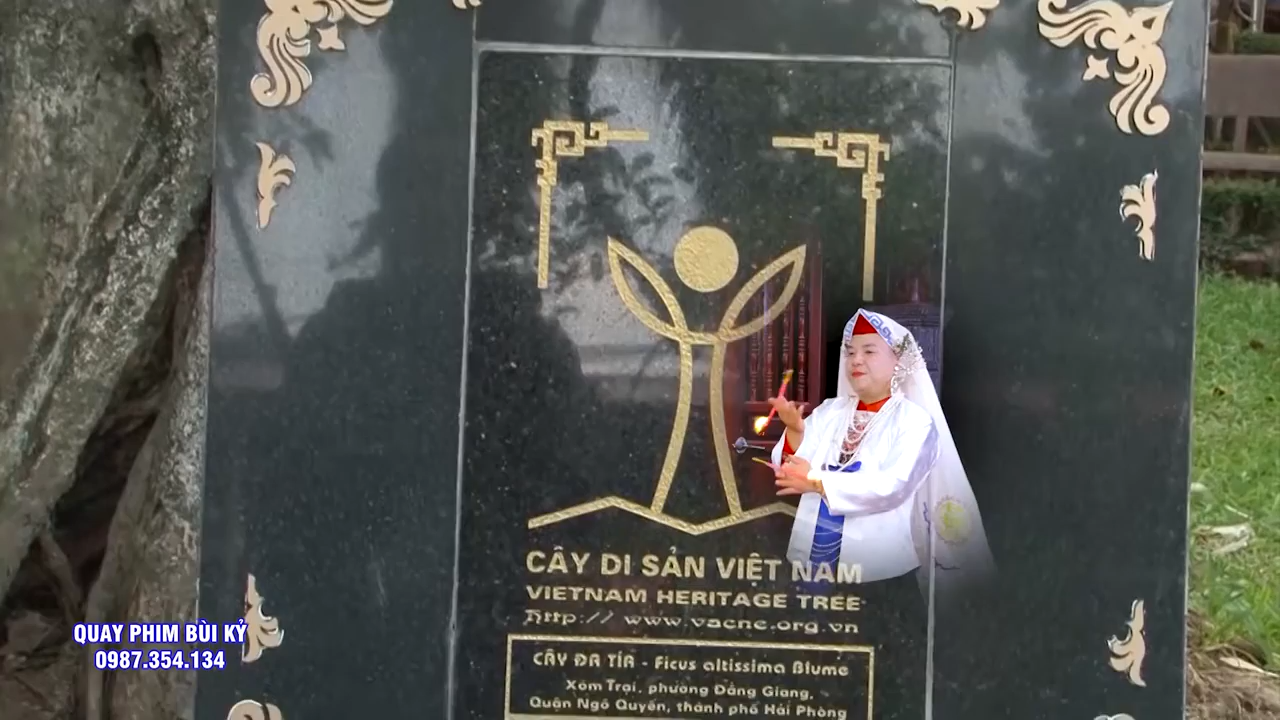 CÂY DI SẢN VIỆT NAM
VIETNAM HERITAGE TREE
http://www.vacne.org.vn
CÂY ĐA TÍA - Ficus altissima Blume
Xóm Trại, phường Đằng Giang,
Quận Ngô Quyền, thành phố Hải Phòng
QUAY PHIM BÙI KỶ
0987.354.134